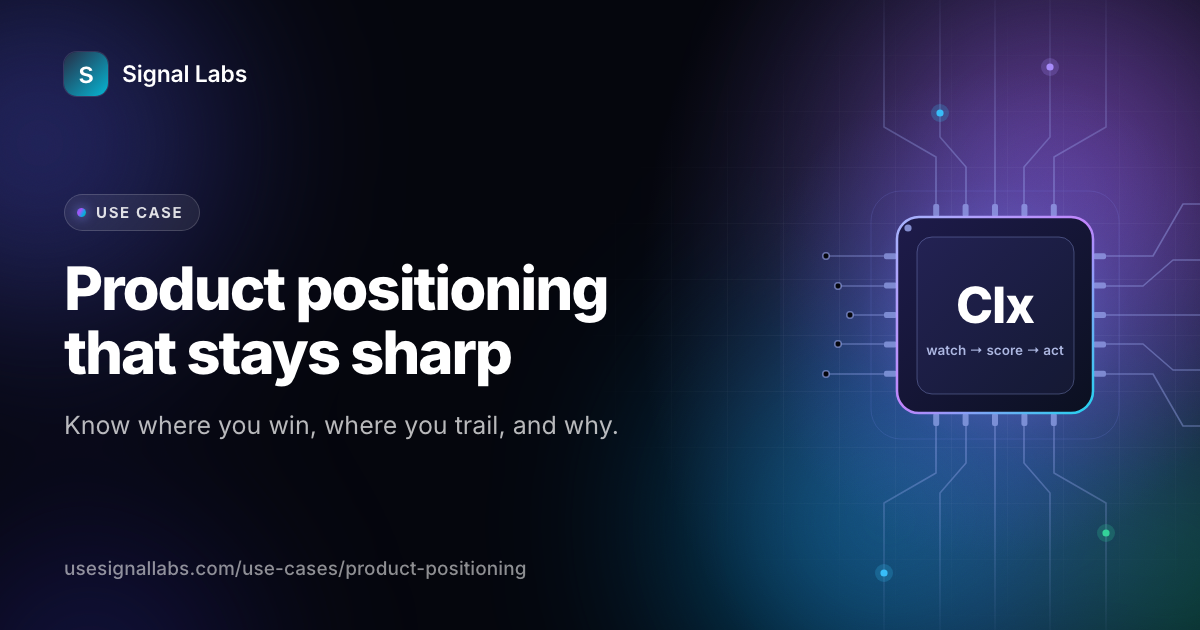 S
Signal Labs
USE CASE
Product positioning
that stays sharp
Know where you win, where you trail, and why.
usesignallabs.com/use-cases/product-positioning
CIx
watch → score → act